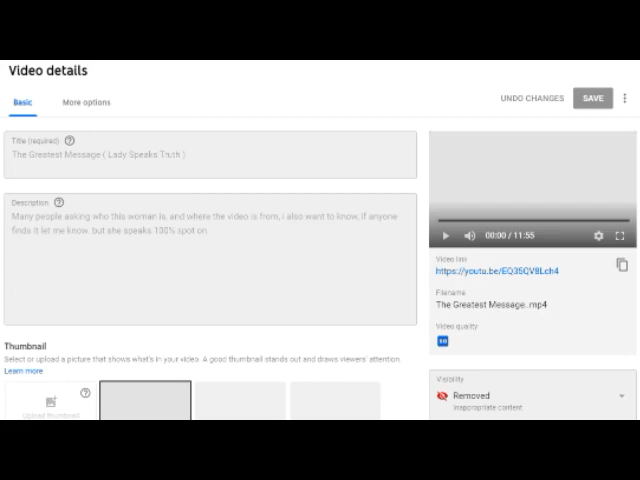 Video details
Basic
More options
UNDO CHANGES
SAVE
Title (required)
The Greatest Message ( Lady Speaks Truth )
Description
Many people asking who this woman is, and where the video is from, i also want to know, if anyone
finds it let me know. but she speaks 100% spot on.
00:00 / 11:55
Video link
https://youtu.be/EQ35QV8Lch4
Filename
The Greatest Message..mp4
Video quality
SD
Thumbnail
Select or upload a picture that shows what's in your video. A good thumbnail stands out and draws viewers' attention.
Learn more
Upload thumbnail
Visibility
Removed
Inappropriate content